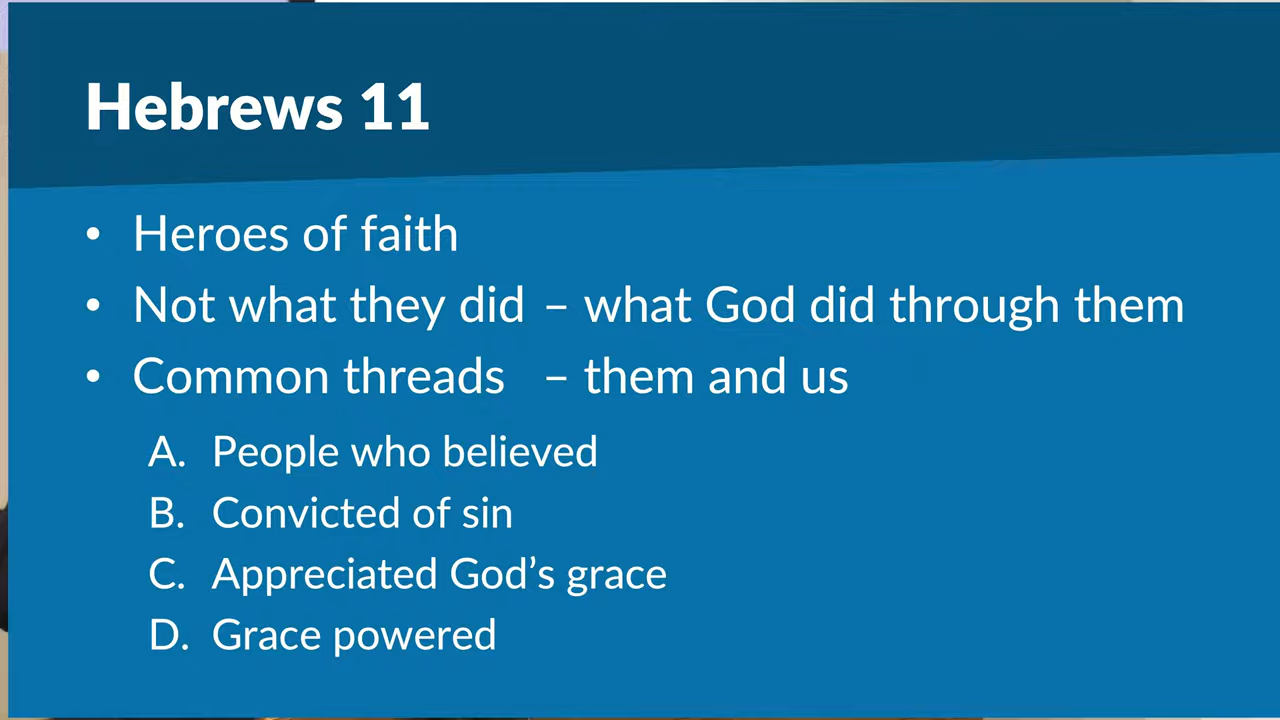 Hebrews 11
• Heroes of faith
• Not what they did – what God did through them
• Common threads – them and us
A. People who believed
B. Convicted of sin
C. Appreciated God’s grace
D. Grace powered